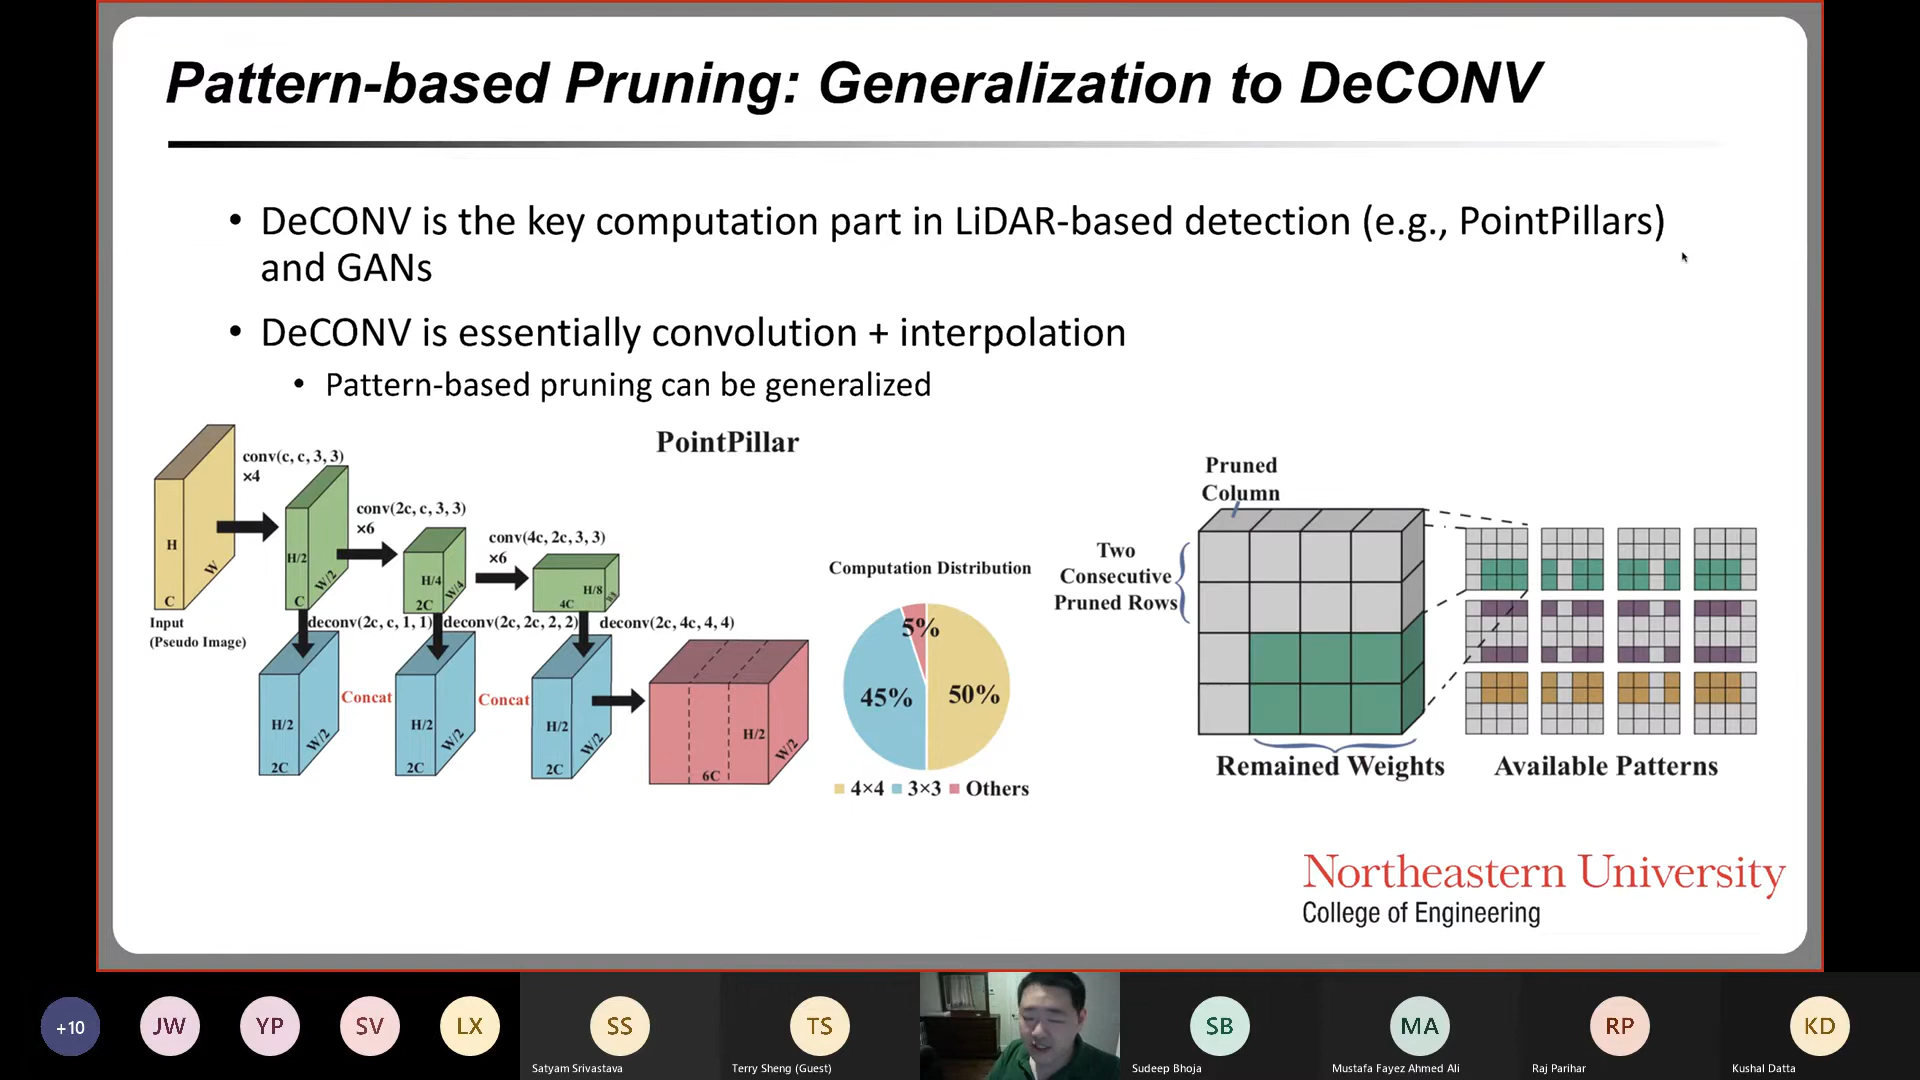 Pattern-based Pruning: Generalization to DeCONV
• DeCONV is the key computation part in LiDAR-based detection (e.g., PointPillars)
and GANs
• DeCONV is essentially convolution + interpolation
• Pattern-based pruning can be generalized
PointPillar
conv(c, c, 3, 3)
×4
conv(2c, c, 3, 3)
×6
conv(4c, 2c, 3, 3)
×6
H
W
C
H/2
W/2
C
H/4
W/4
2C
H/8
4C
Input
(Pseudo Image)
deconv(2c, c, 1, 1)
deconv(2c, 2c, 2, 2)
deconv(2c, 4c, 4, 4)
H/2
W/2
2C
Concat
H/2
W/2
2C
Concat
H/2
W/2
2C
H/2
W/2
6C
Computation Distribution
5%
45%
50%
4×4 3×3 Others
Pruned
Column
Two
Consecutive
Pruned Rows
Remained Weights
Available Patterns
Northeastern University
College of Engineering
+10
JW
YP
SV
LX
SS
Satyam Srivastava
TS
Terry Sheng (Guest)
SB
Sudeep Bhoja
MA
Mustafa Fayez Ahmed Ali
RP
Raj Parihar
KD
Kushal Datta